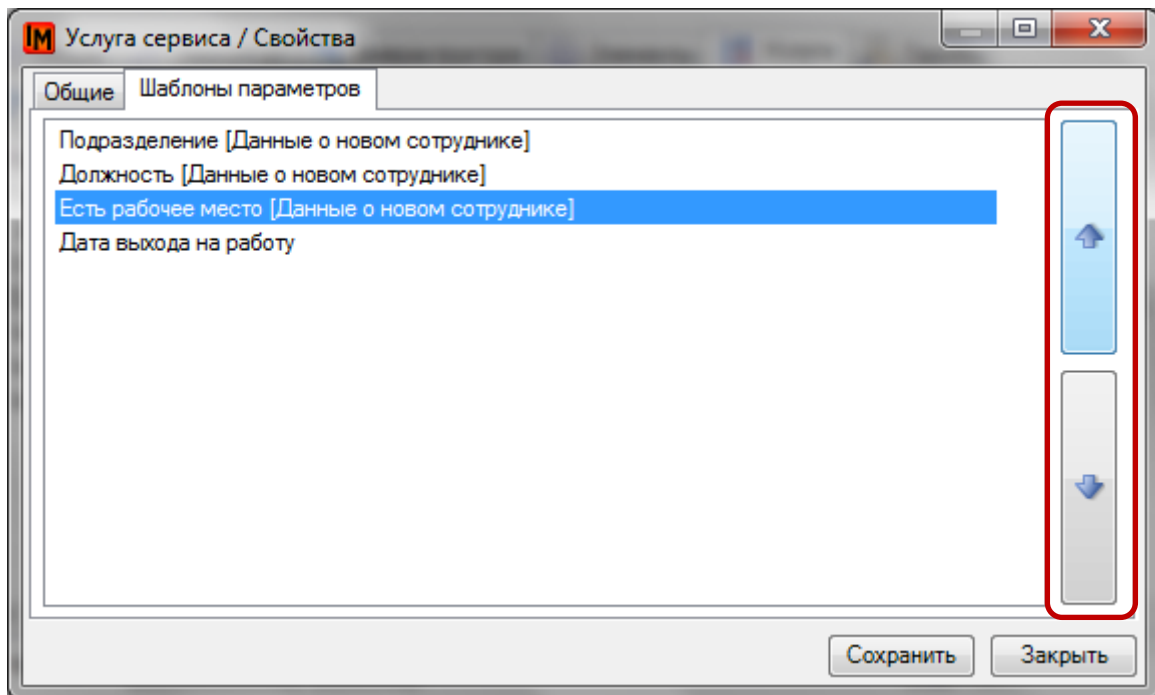 IM Услуга сервиса / Свойства
Общие Шаблоны параметров
Подразделение [Данные о новом сотруднике]
Должность [Данные о новом сотруднике]
Есть рабочее место [Данные о новом сотруднике]
Дата выхода на работу
Сохранить Закрыть